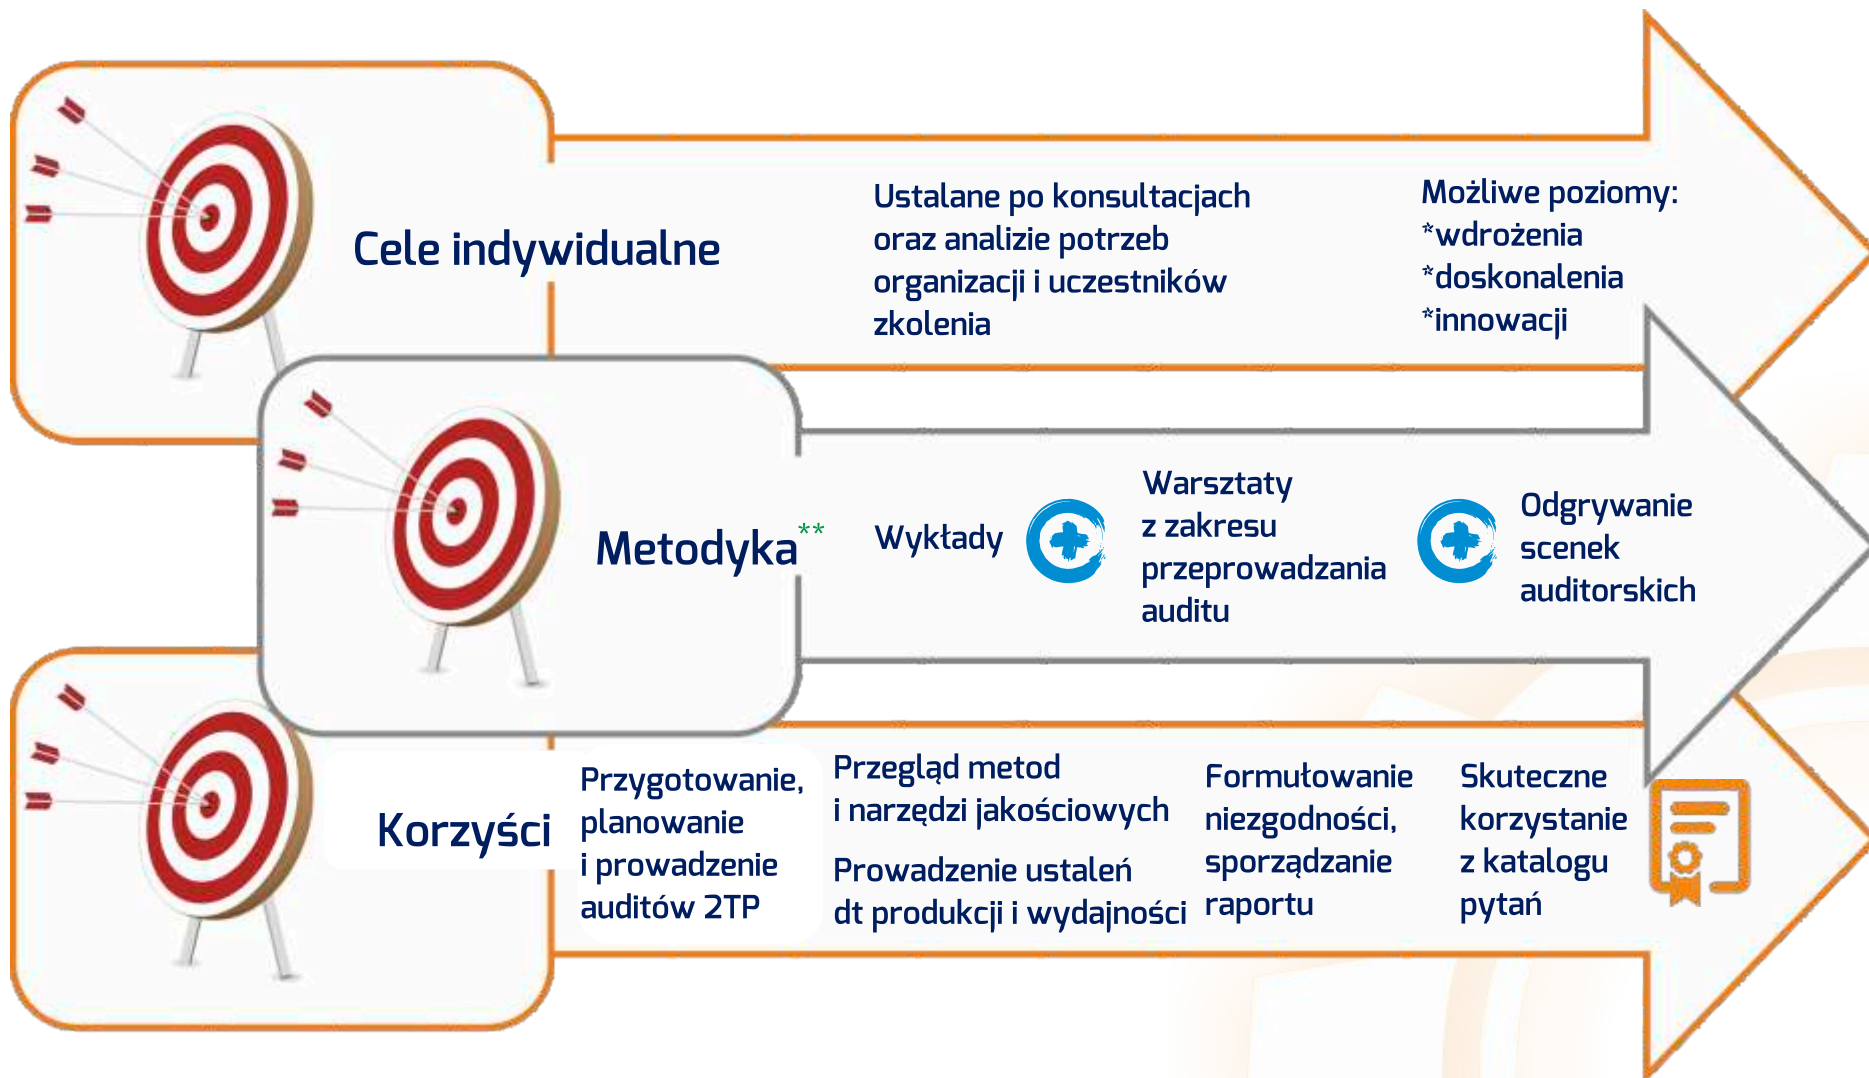 Cele indywidualne
Ustalane po konsultacjach
oraz analizie potrzeb
organizacji i uczestników
zkolenia
Możliwe poziomy:
*wdrożenia
*doskonalenia
*innowacji
Metodyka**
Wykłady
Warsztaty
z zakresu
przeprowadzania
auditu
Odgrywanie
scenek
auditorskich
Korzyści
Przygotowanie,
planowanie
i prowadzenie
auditów 2TP
Przegląd metod
i narzędzi jakościowych
Prowadzenie ustaleń
dt produkcji i wydajności
Formułowanie
niezgodności,
sporządzanie
raportu
Skuteczne
korzystanie
z katalogu
pytań